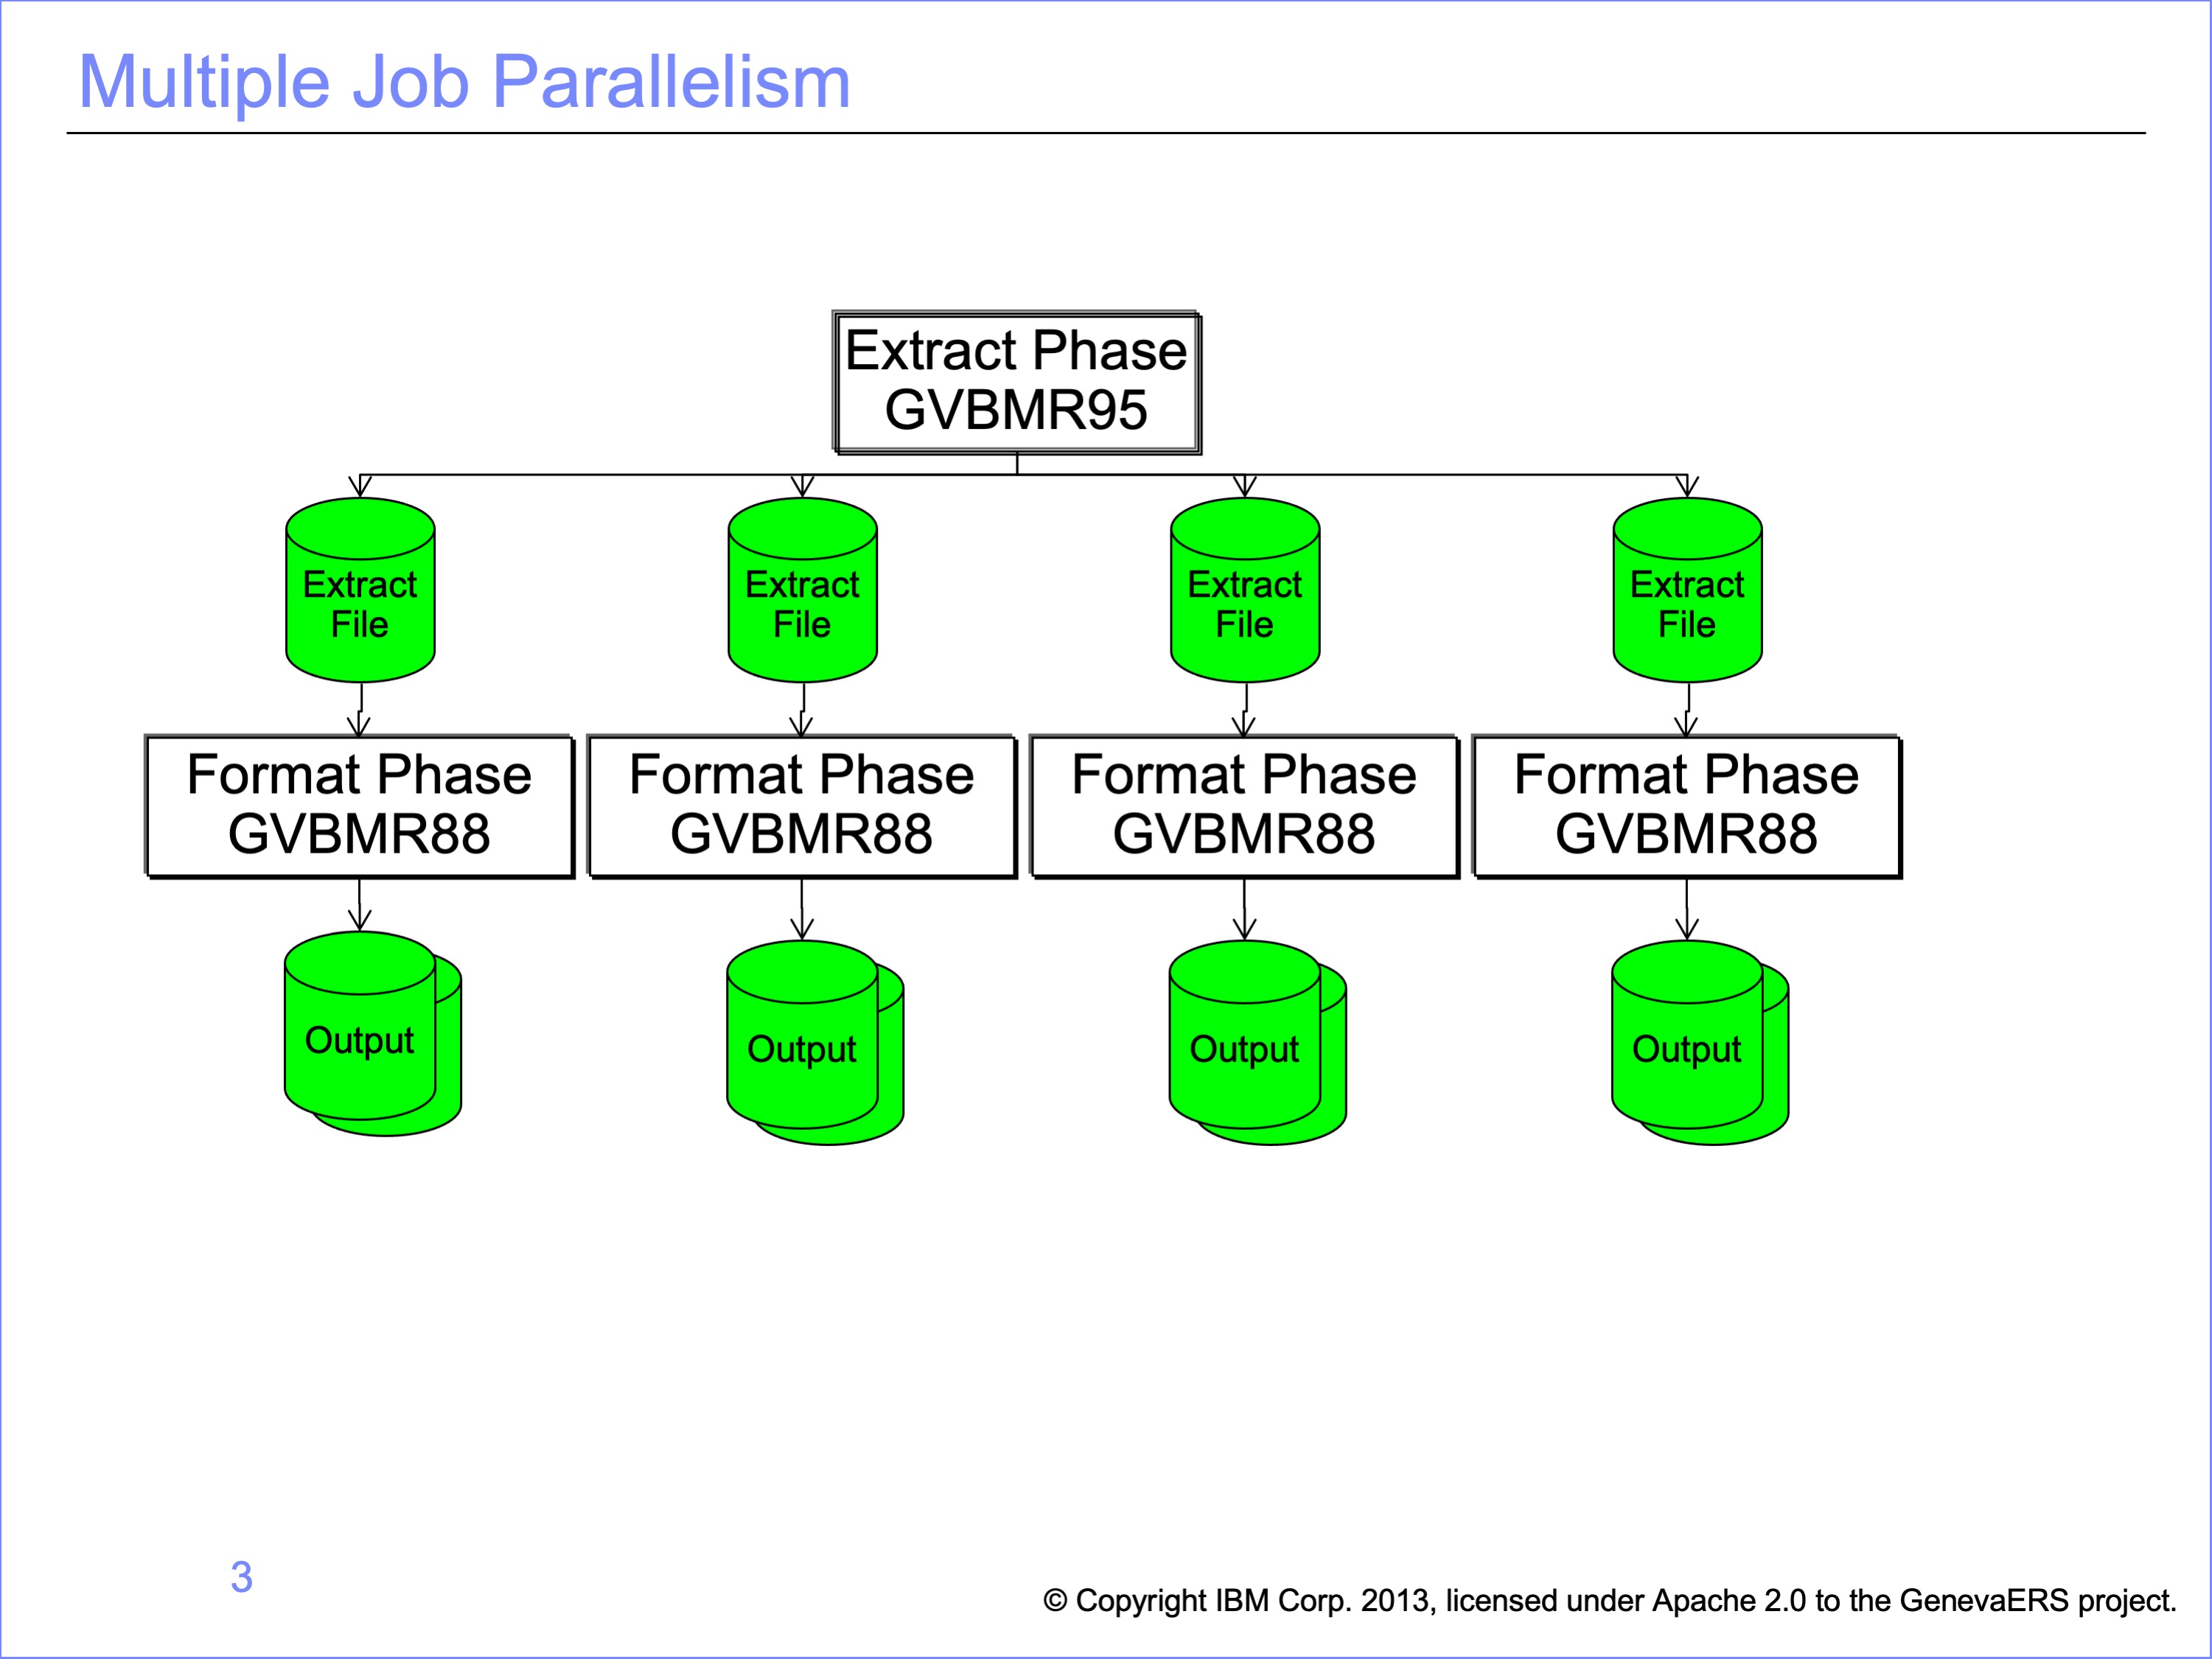 Multiple Job Parallelism
Extract Phase
GVBMR95
Extract
File
Extract
File
Extract
File
Extract
File
Format Phase
GVBMR88
Format Phase
GVBMR88
Format Phase
GVBMR88
Format Phase
GVBMR88
Output
Output
Output
Output
3
© Copyright IBM Corp. 2013, licensed under Apache 2.0 to the GenevaERS project.